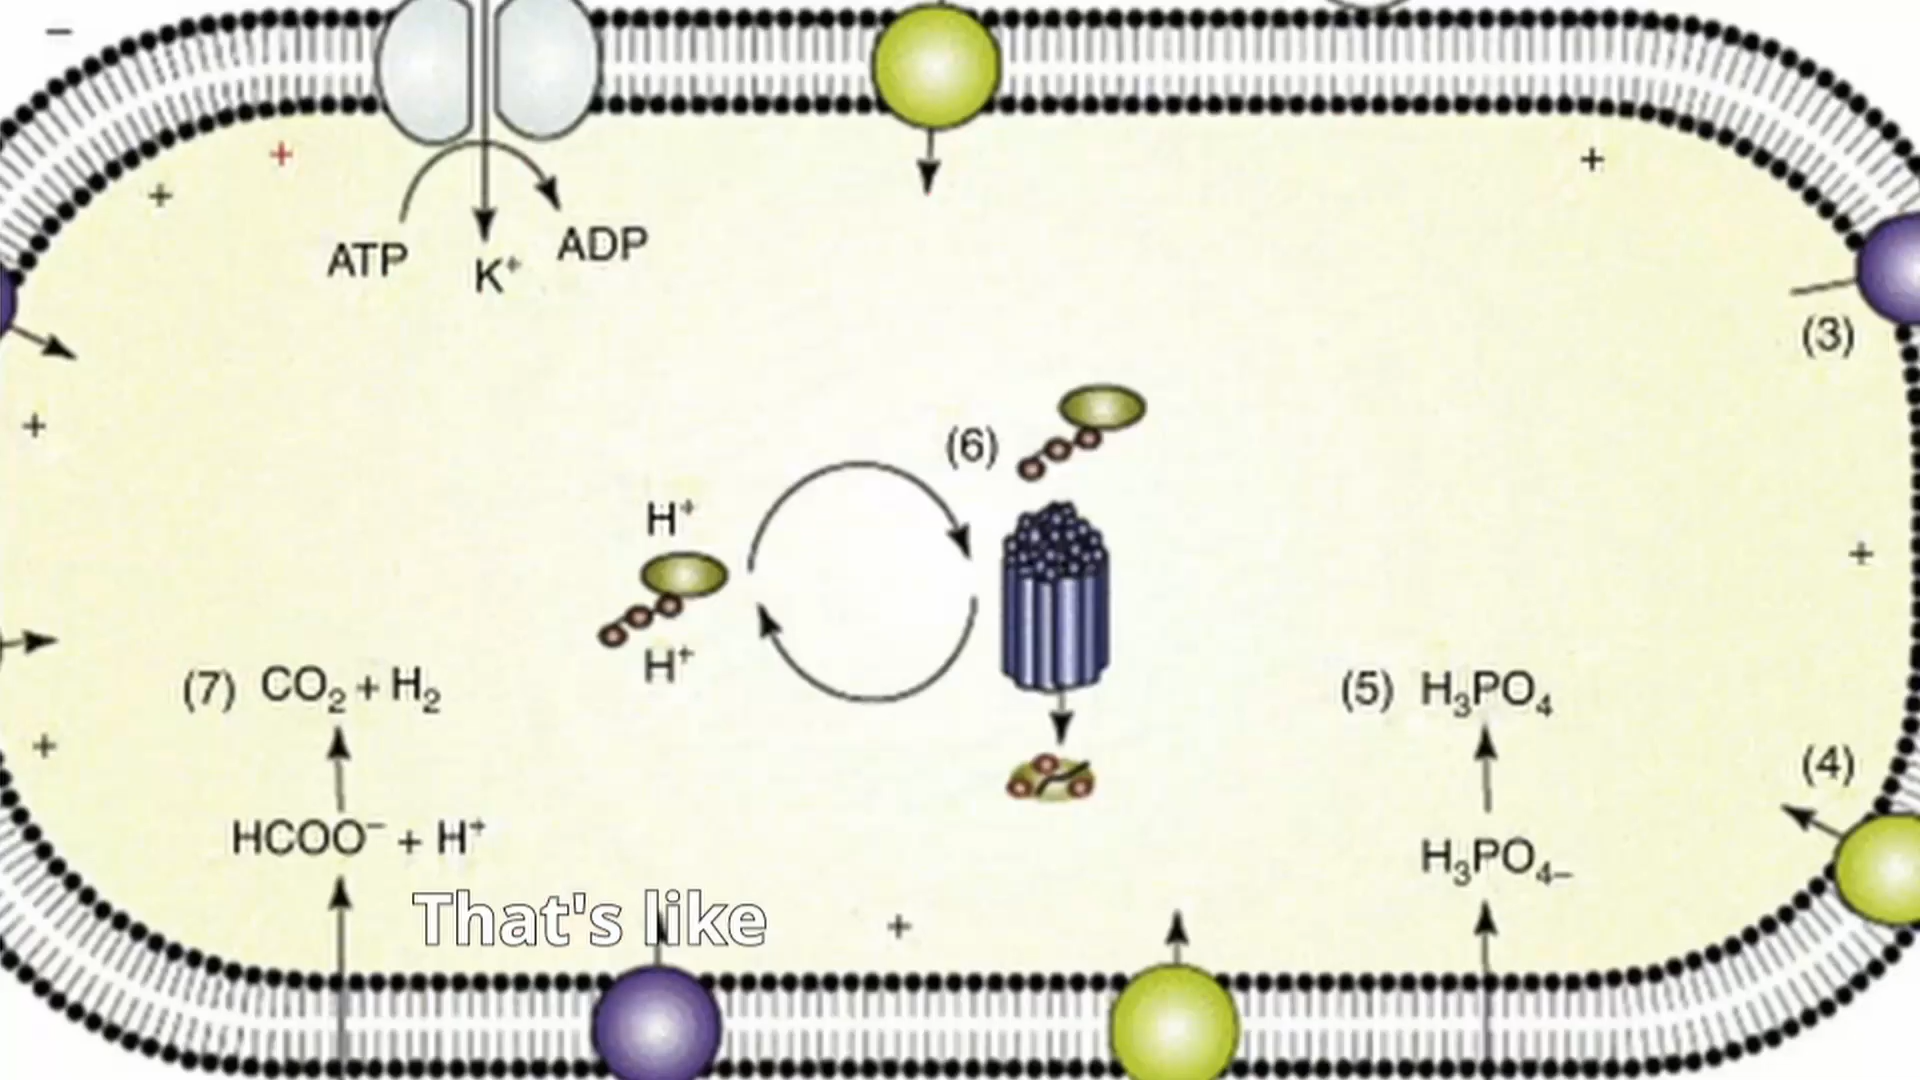 –
+
+
+
ATP
K⁺
ADP
(3)
+
(6)
H⁺
+
H⁺
(7) CO₂ + H₂
(5) H₃PO₄
+
(4)
HCOO⁻ + H⁺
H₃PO₄₋
That's like
+